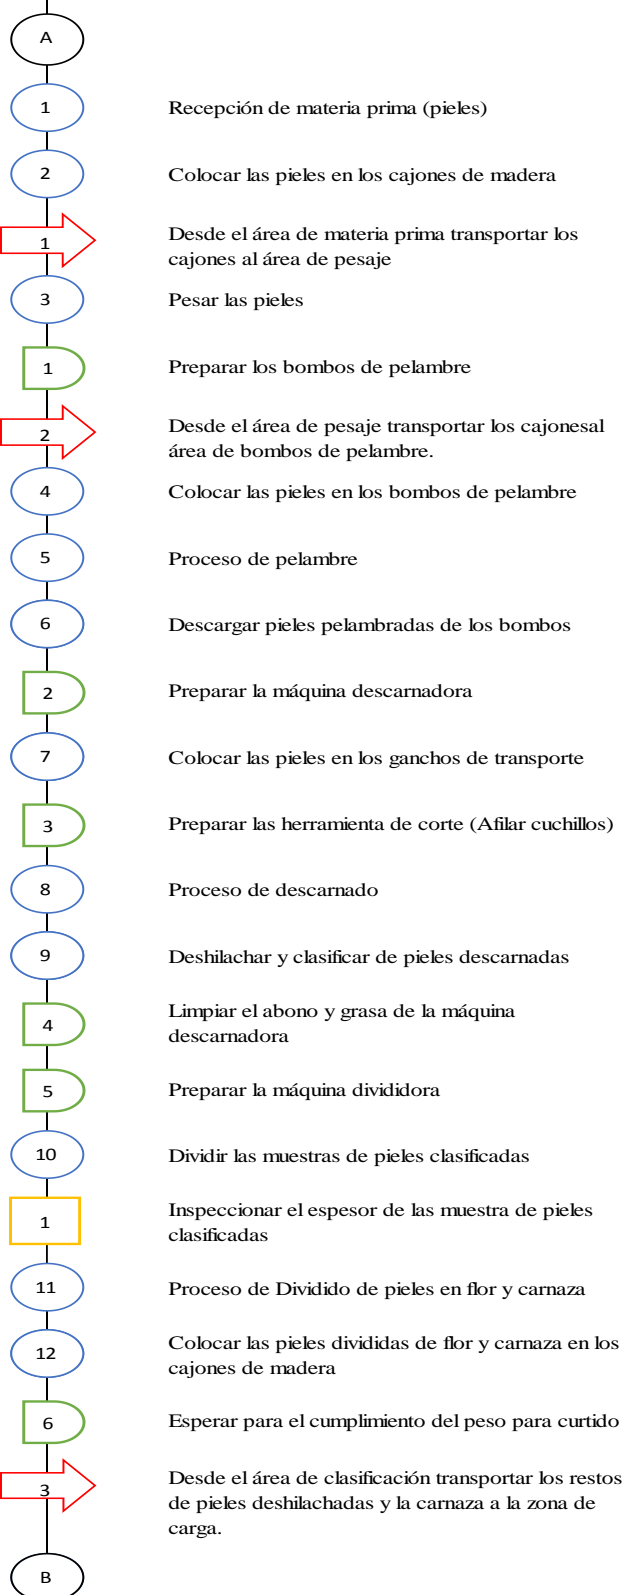 A
1
Recepción de materia prima (pieles)
2
Colocar las pieles en los cajones de madera
1
Desde el área de materia prima transportar los
cajones al área de pesaje
3
Pesar las pieles
1
Preparar los bombos de pelambre
2
Desde el área de pesaje transportar los cajonesal
área de bombos de pelambre.
4
Colocar las pieles en los bombos de pelambre
5
Proceso de pelambre
6
Descargar pieles pelambradas de los bombos
2
Preparar la máquina descarnadora
7
Colocar las pieles en los ganchos de transporte
3
Preparar las herramienta de corte (Afilar cuchillos)
8
Proceso de descarnado
9
Deshilachar y clasificar de pieles descarnadas
4
Limpiar el abono y grasa de la máquina
descarnadora
5
Preparar la máquina divididora
10
Dividir las muestras de pieles clasificadas
1
Inspeccionar el espesor de las muestra de pieles
clasificadas
11
Proceso de Dividido de pieles en flor y carnaza
12
Colocar las pieles divididas de flor y carnaza en los
cajones de madera
6
Esperar para el cumplimiento del peso para curtido
3
Desde el área de clasificación transportar los restos
de pieles deshilachadas y la carnaza a la zona de
carga.
B